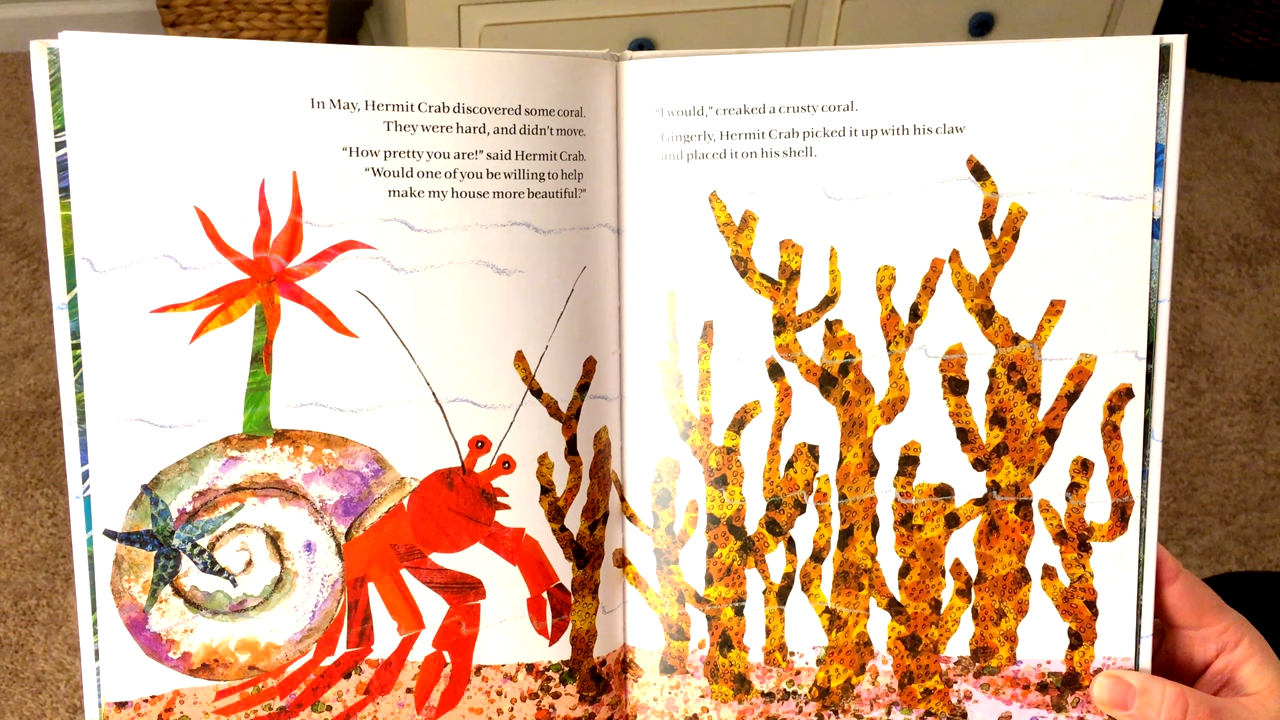 In May, Hermit Crab discovered some coral.
They were hard, and didn't move.
"How pretty you are!" said Hermit Crab.
"Would one of you be willing to help
make my house more beautiful?"
"I would," creaked a crusty coral.
Gingerly, Hermit Crab picked it up with his claw
and placed it on his shell.